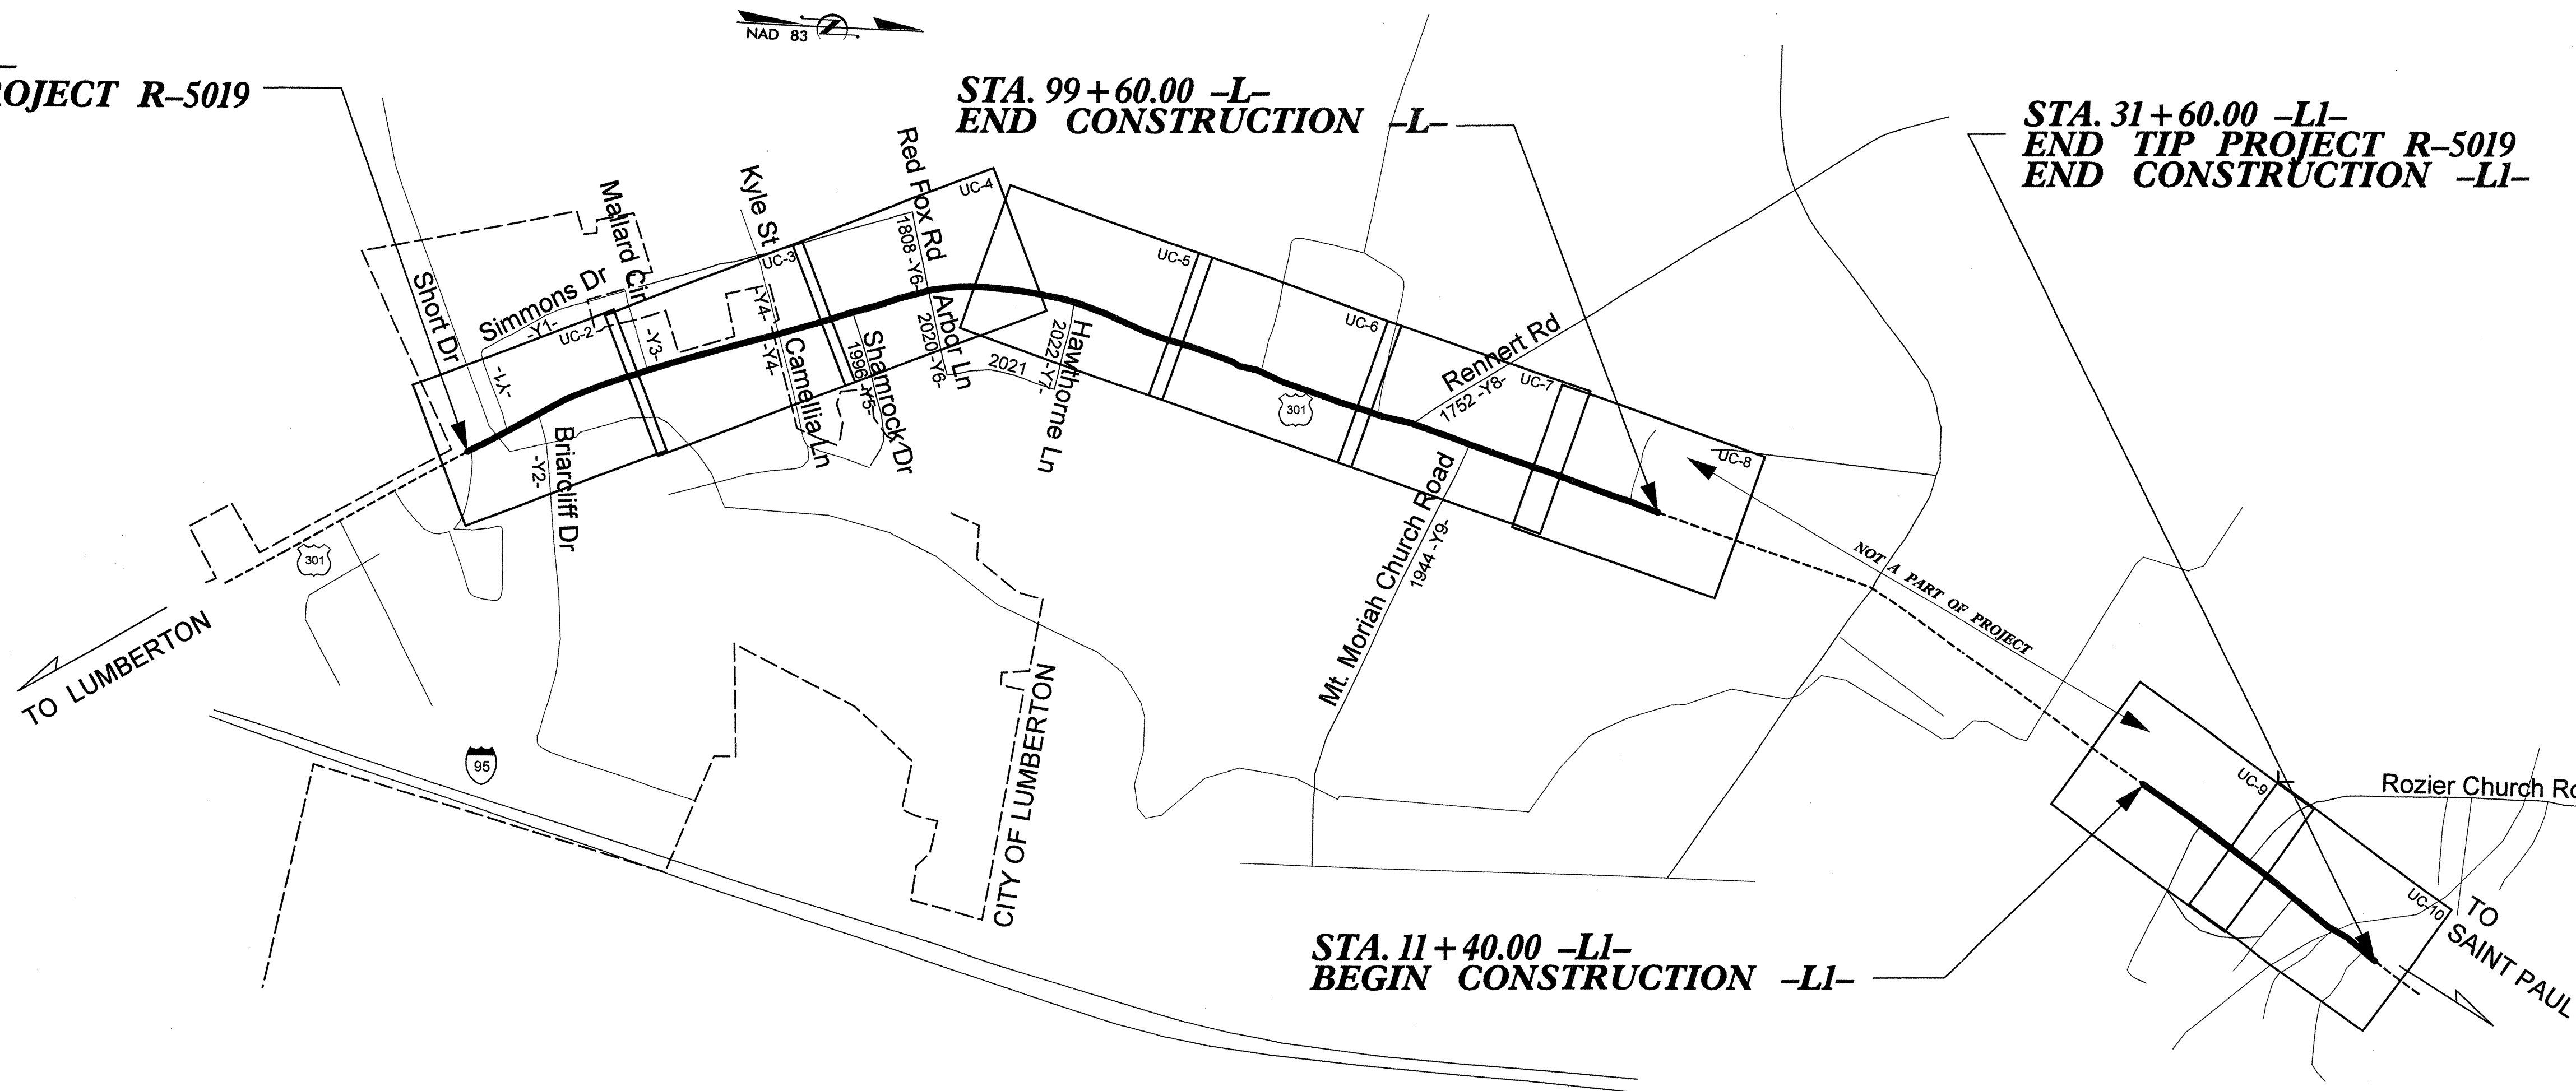 NAD 83
PROJECT R–5019
STA. 99+60.00 –L–
END CONSTRUCTION –L–
STA. 31+60.00 –L1–
END TIP PROJECT R–5019
END CONSTRUCTION –L1–
Short Dr
Simmons Dr
-Y1-
-Y1-
UC-2
Mallard Cir
-Y3-
Kyle St
UC-3
-Y4-
-Y4-
Camellia Ln
Red Fox Rd
1808 -Y6-
UC-4
Arbor Ln
2020 -Y6-
Shamrock Dr
1996 -Y5-
2021
Hawthorne Ln
2022 -Y7-
Briarcliff Dr
-Y2-
UC-5
UC-6
301
Rennert Rd
1752 -Y8-
UC-7
UC-8
Mt. Moriah Church Road
1944 -Y9-
NOT A PART OF PROJECT
301
TO LUMBERTON
95
CITY OF LUMBERTON
UC-9
Rozier Church Rd
UC-10
TO
SAINT PAUL
STA. 11+40.00 –L1–
BEGIN CONSTRUCTION –L1–